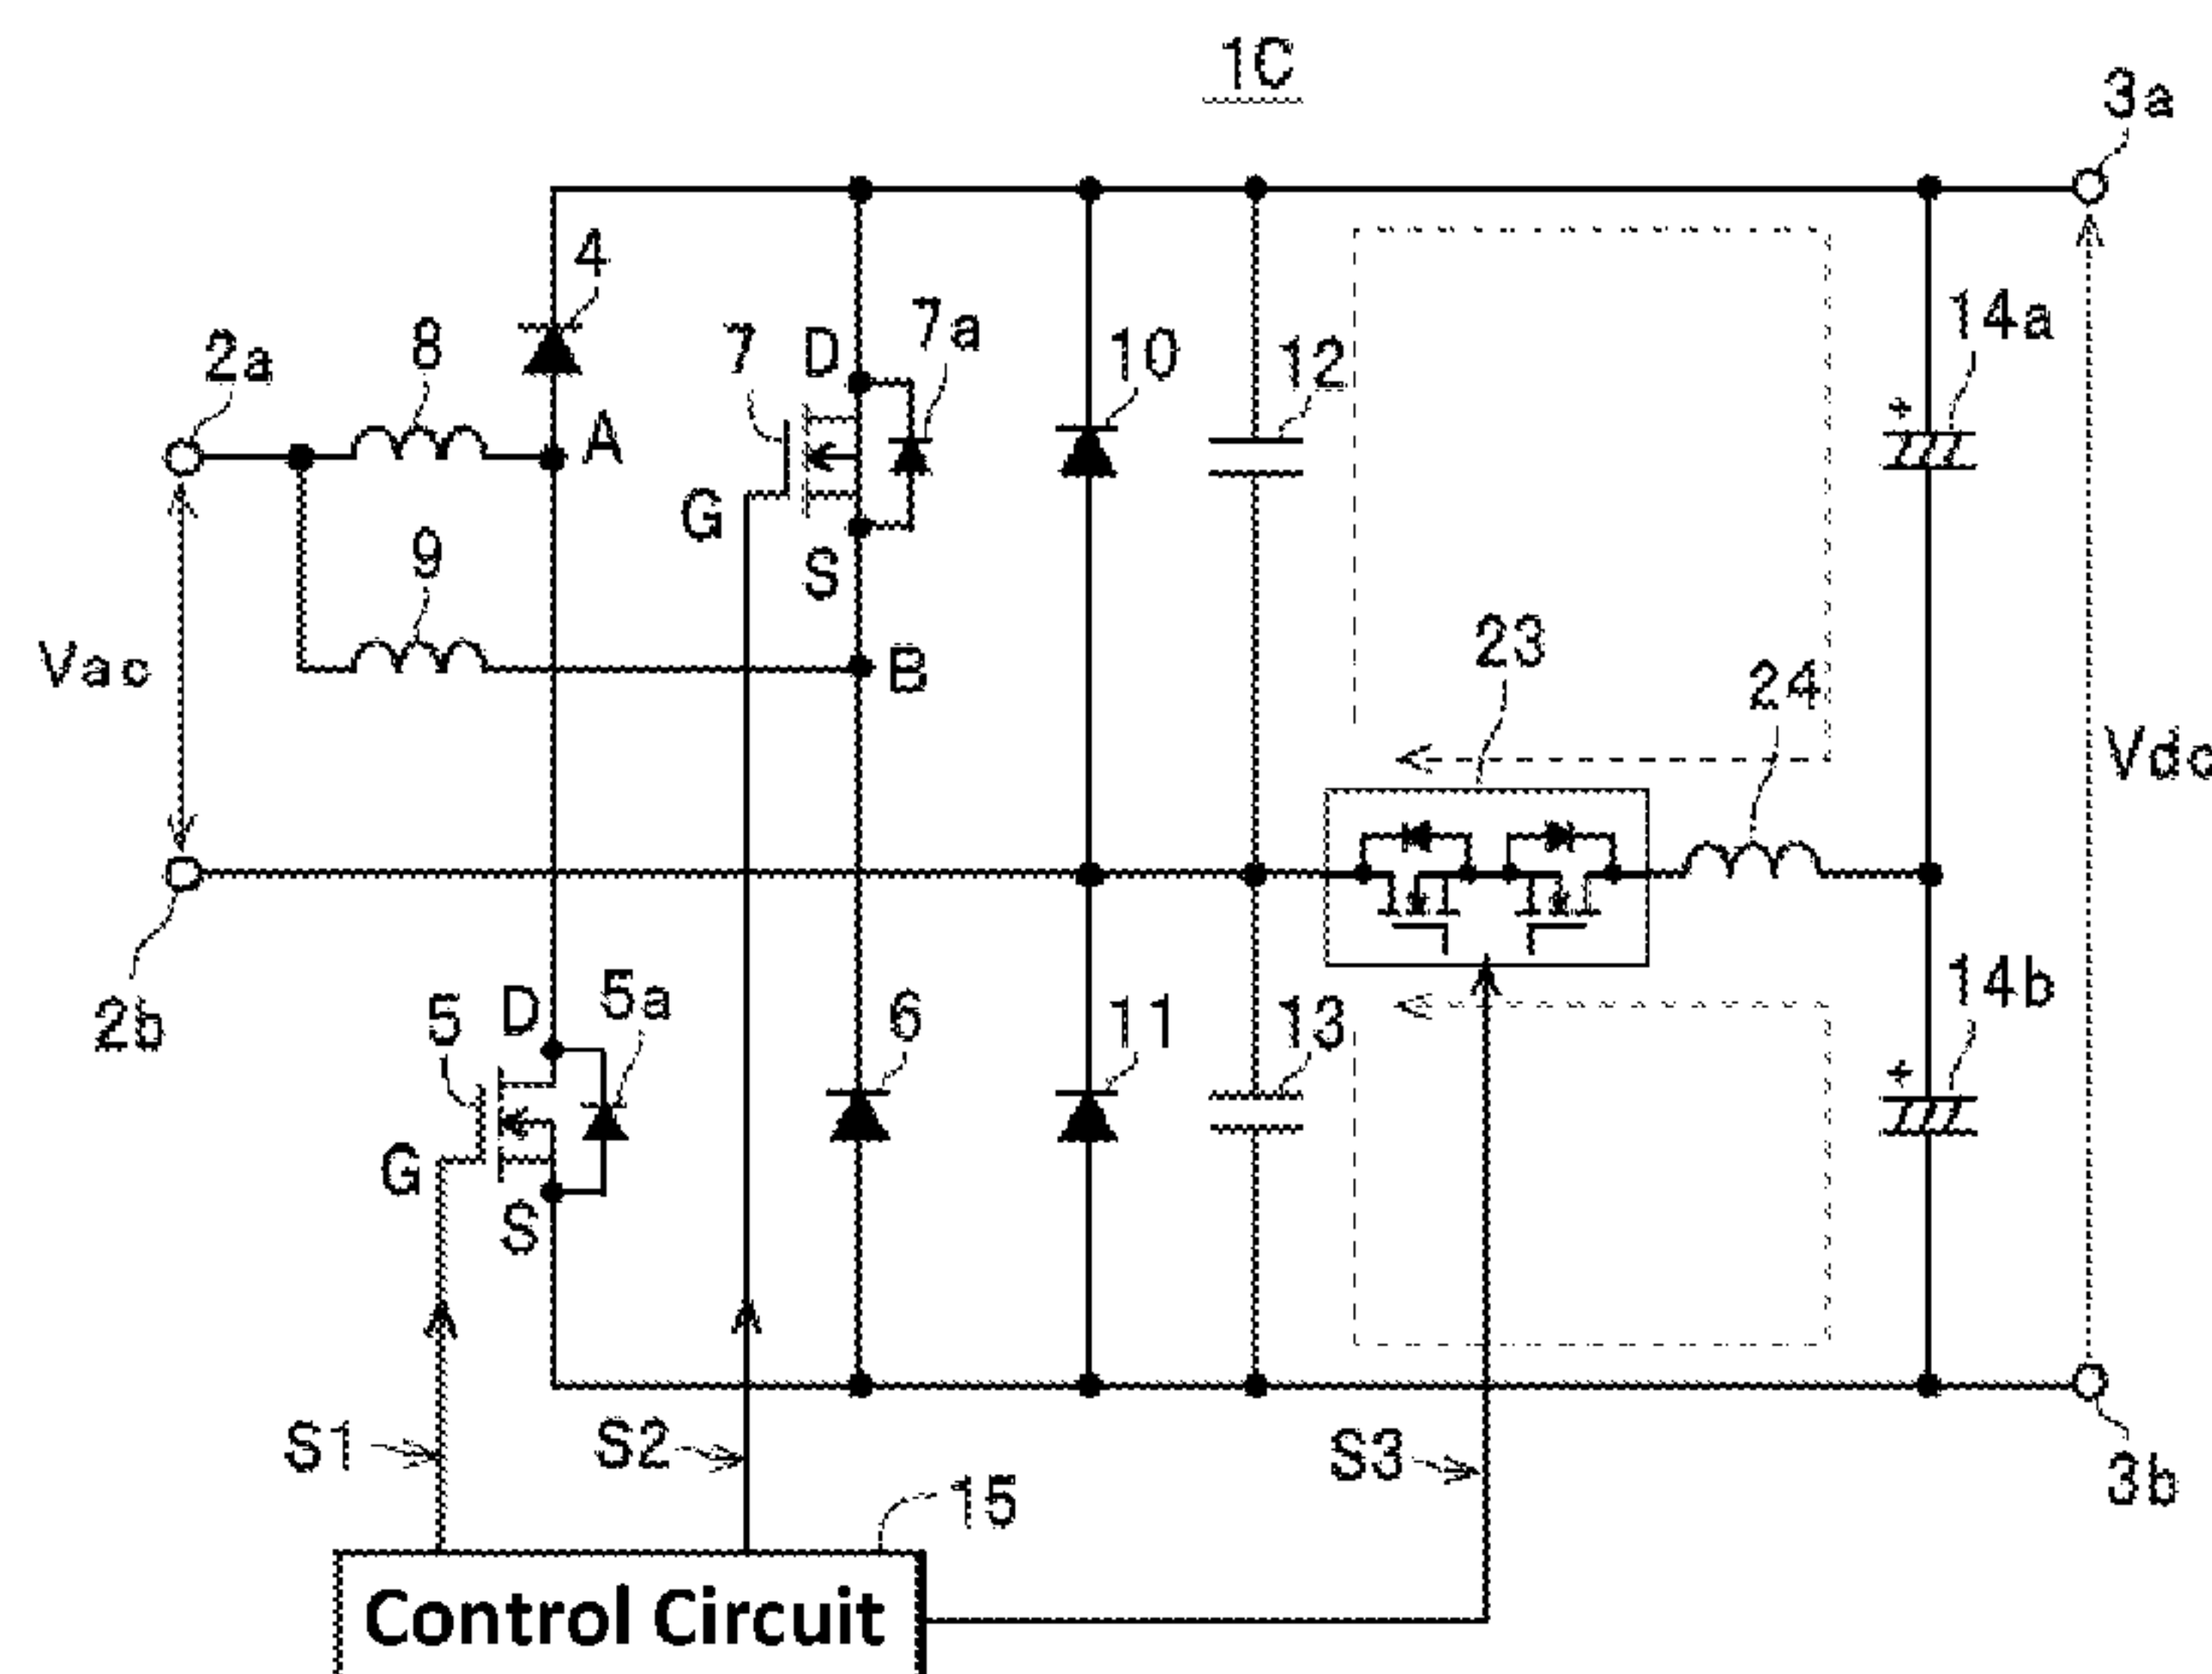 1C
3a
4
7
D
7a
10
12
14a
2a
8
A
G
S
9
B
23
24
Vac
Vdc
2b
5
D
5a
6
11
13
14b
G
S
S1
S2
S3
3b
15
Control Circuit
+
+